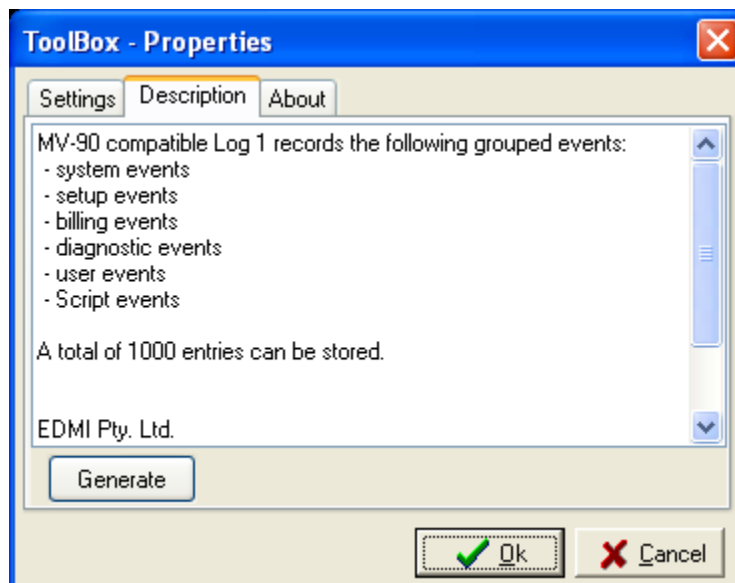 ToolBox - Properties
Settings Description About
MV-90 compatible Log 1 records the following grouped events:
- system events
- setup events
- billing events
- diagnostic events
- user events
- Script events
A total of 1000 entries can be stored.
EDMI Pty. Ltd.
Generate
Ok Cancel